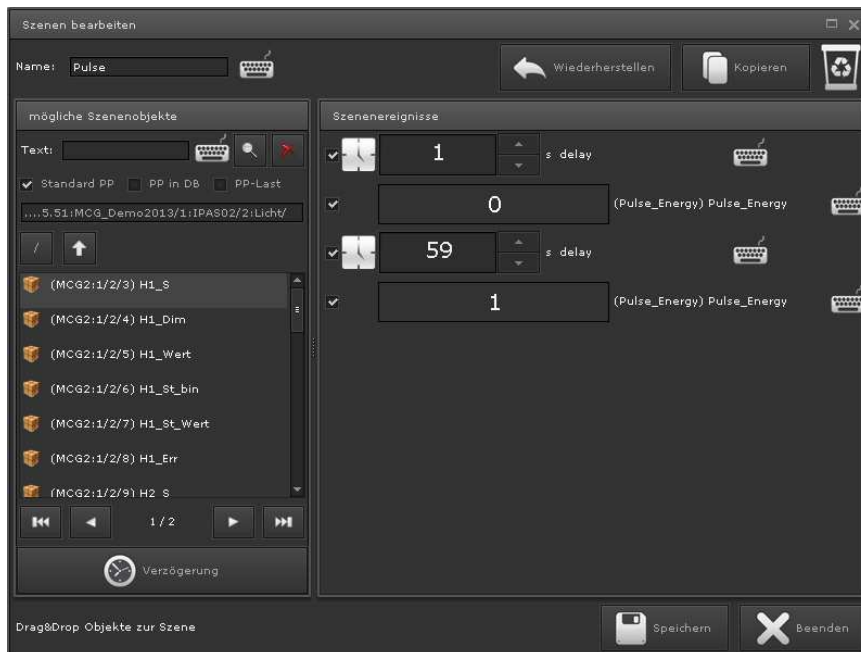 Szenen bearbeiten
Name: Pulse
Wiederherstellen
Kopieren
mögliche Szenenobjekte
Text:
Standard PP PP in DB PP-Last
....5.51:MCG_Demo2013/1:IPAS02/2:Licht/
/
(MCG2:1/2/3) H1_S
(MCG2:1/2/4) H1_Dim
(MCG2:1/2/5) H1_Wert
(MCG2:1/2/6) H1_St_bin
(MCG2:1/2/7) H1_St_Wert
(MCG2:1/2/8) H1_Err
(MCG2:1/2/9) H2_S
1 / 2
Verzögerung
Szenenereignisse
1 s delay
0 (Pulse_Energy) Pulse_Energy
59 s delay
1 (Pulse_Energy) Pulse_Energy
Drag&Drop Objekte zur Szene
Speichern
Beenden